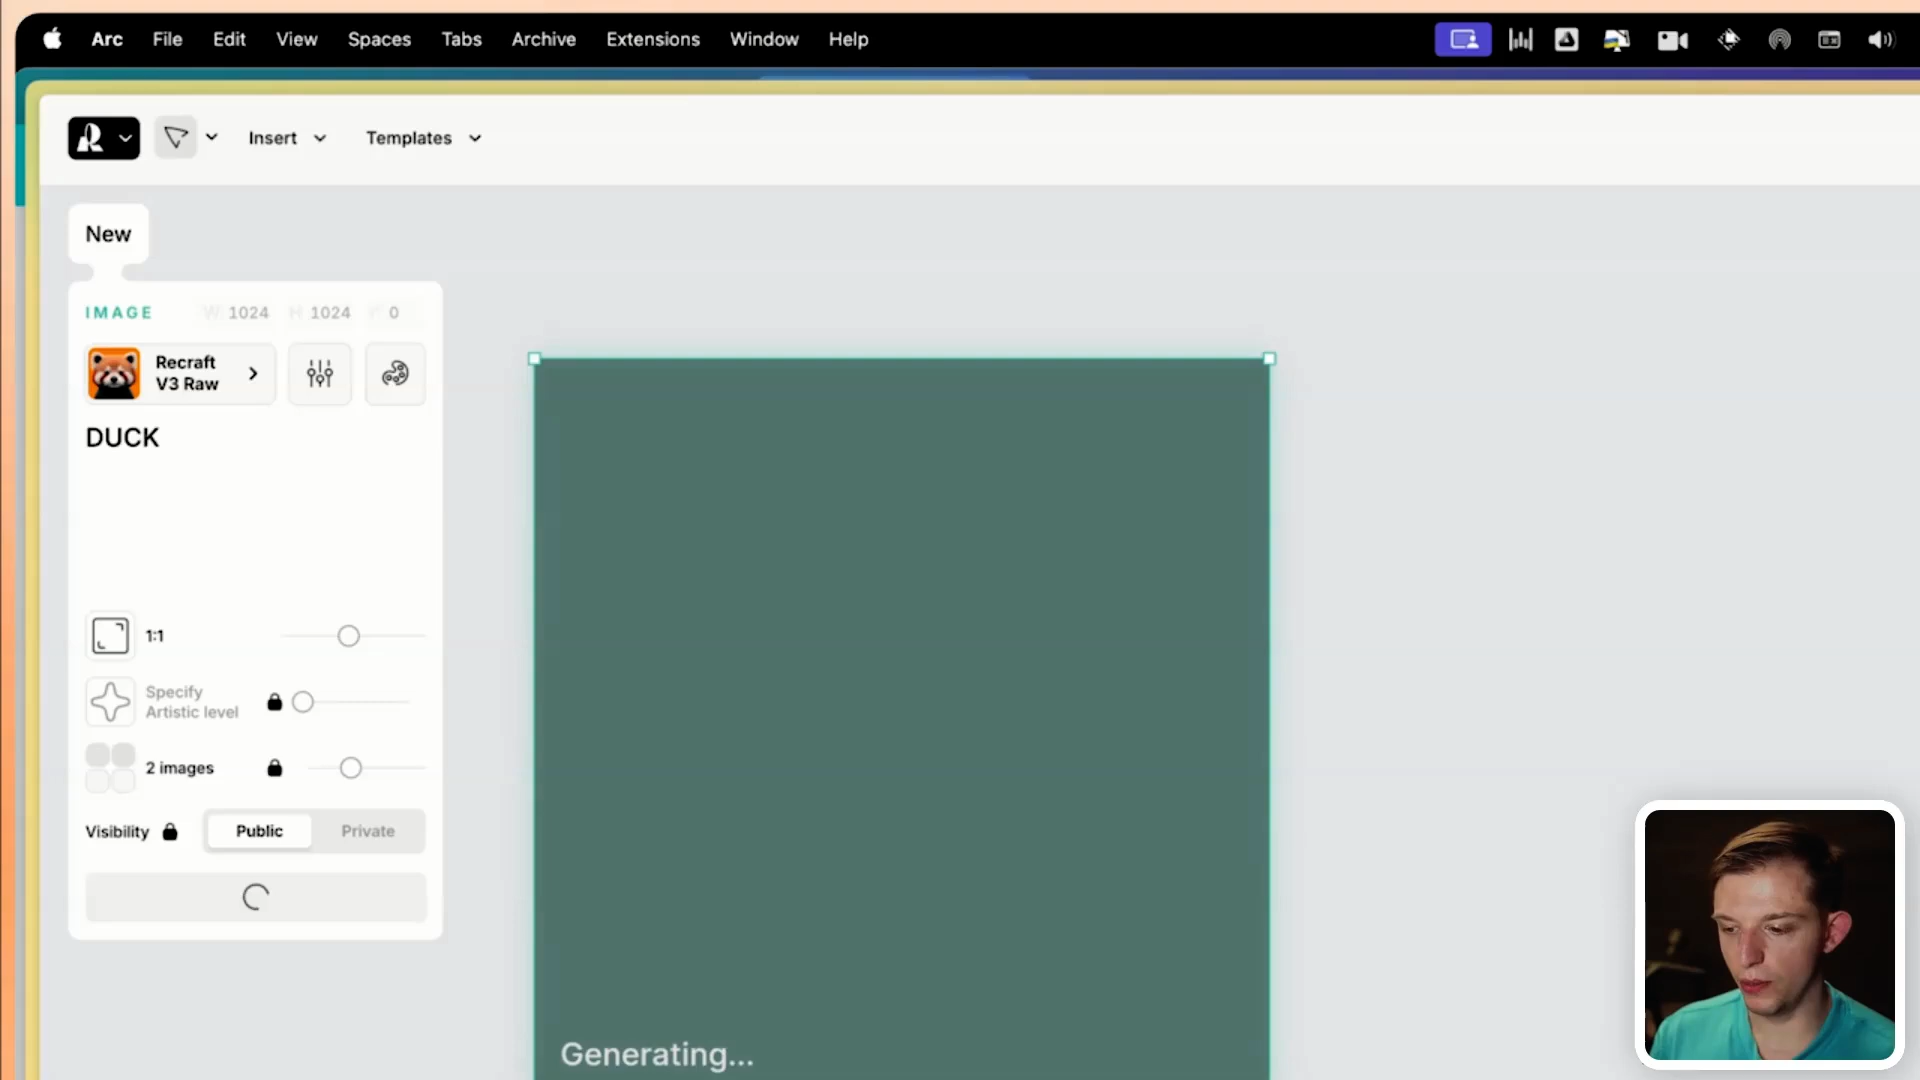 Arc File Edit View Spaces Tabs Archive Extensions Window Help
Insert Templates
New
IMAGE W 1024 H 1024 0
Recraft
V3 Raw
DUCK
1:1
Specify
Artistic level
2 images
Visibility Public Private
Generating...